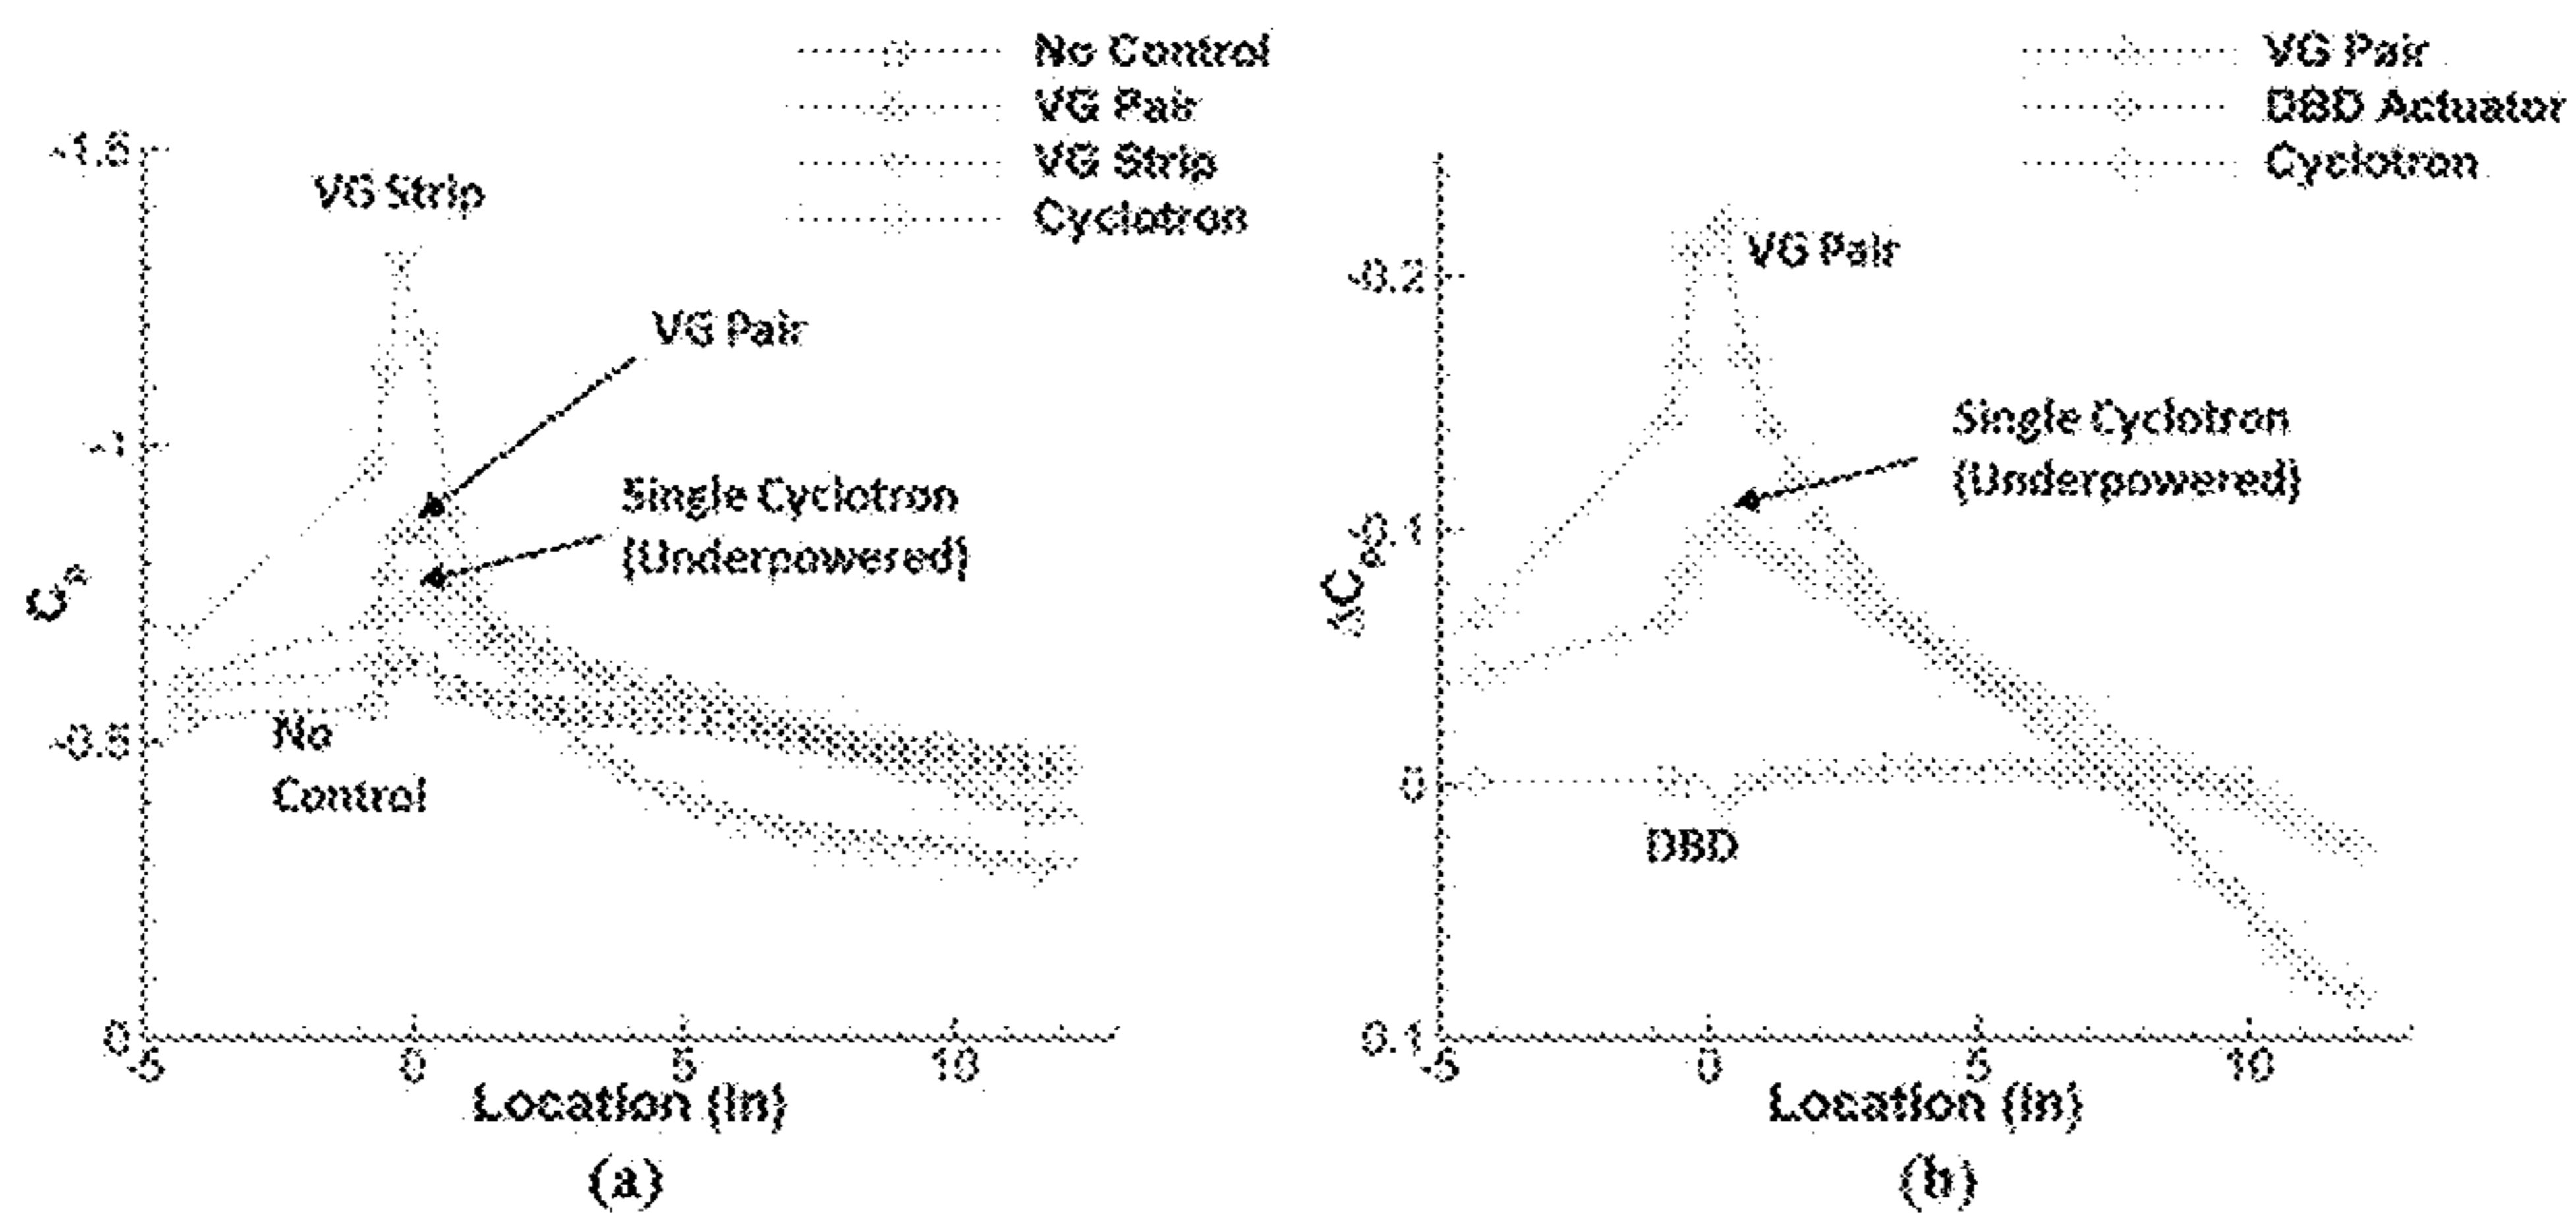 No Control
VG Pair
VG Strip
Cyclotron
-1.5
VG Strip
VG Pair
-1
Single Cyclotron
(Underpowered)
Cp
No
Control
-0.5
0
-5
0
5
10
Location (in)
(a)
VG Pair
DBD Actuator
Cyclotron
-0.2
VG Pair
Single Cyclotron
(Underpowered)
-0.1
ΔCp
0
DBD
0.1
-5
0
5
10
Location (in)
(b)